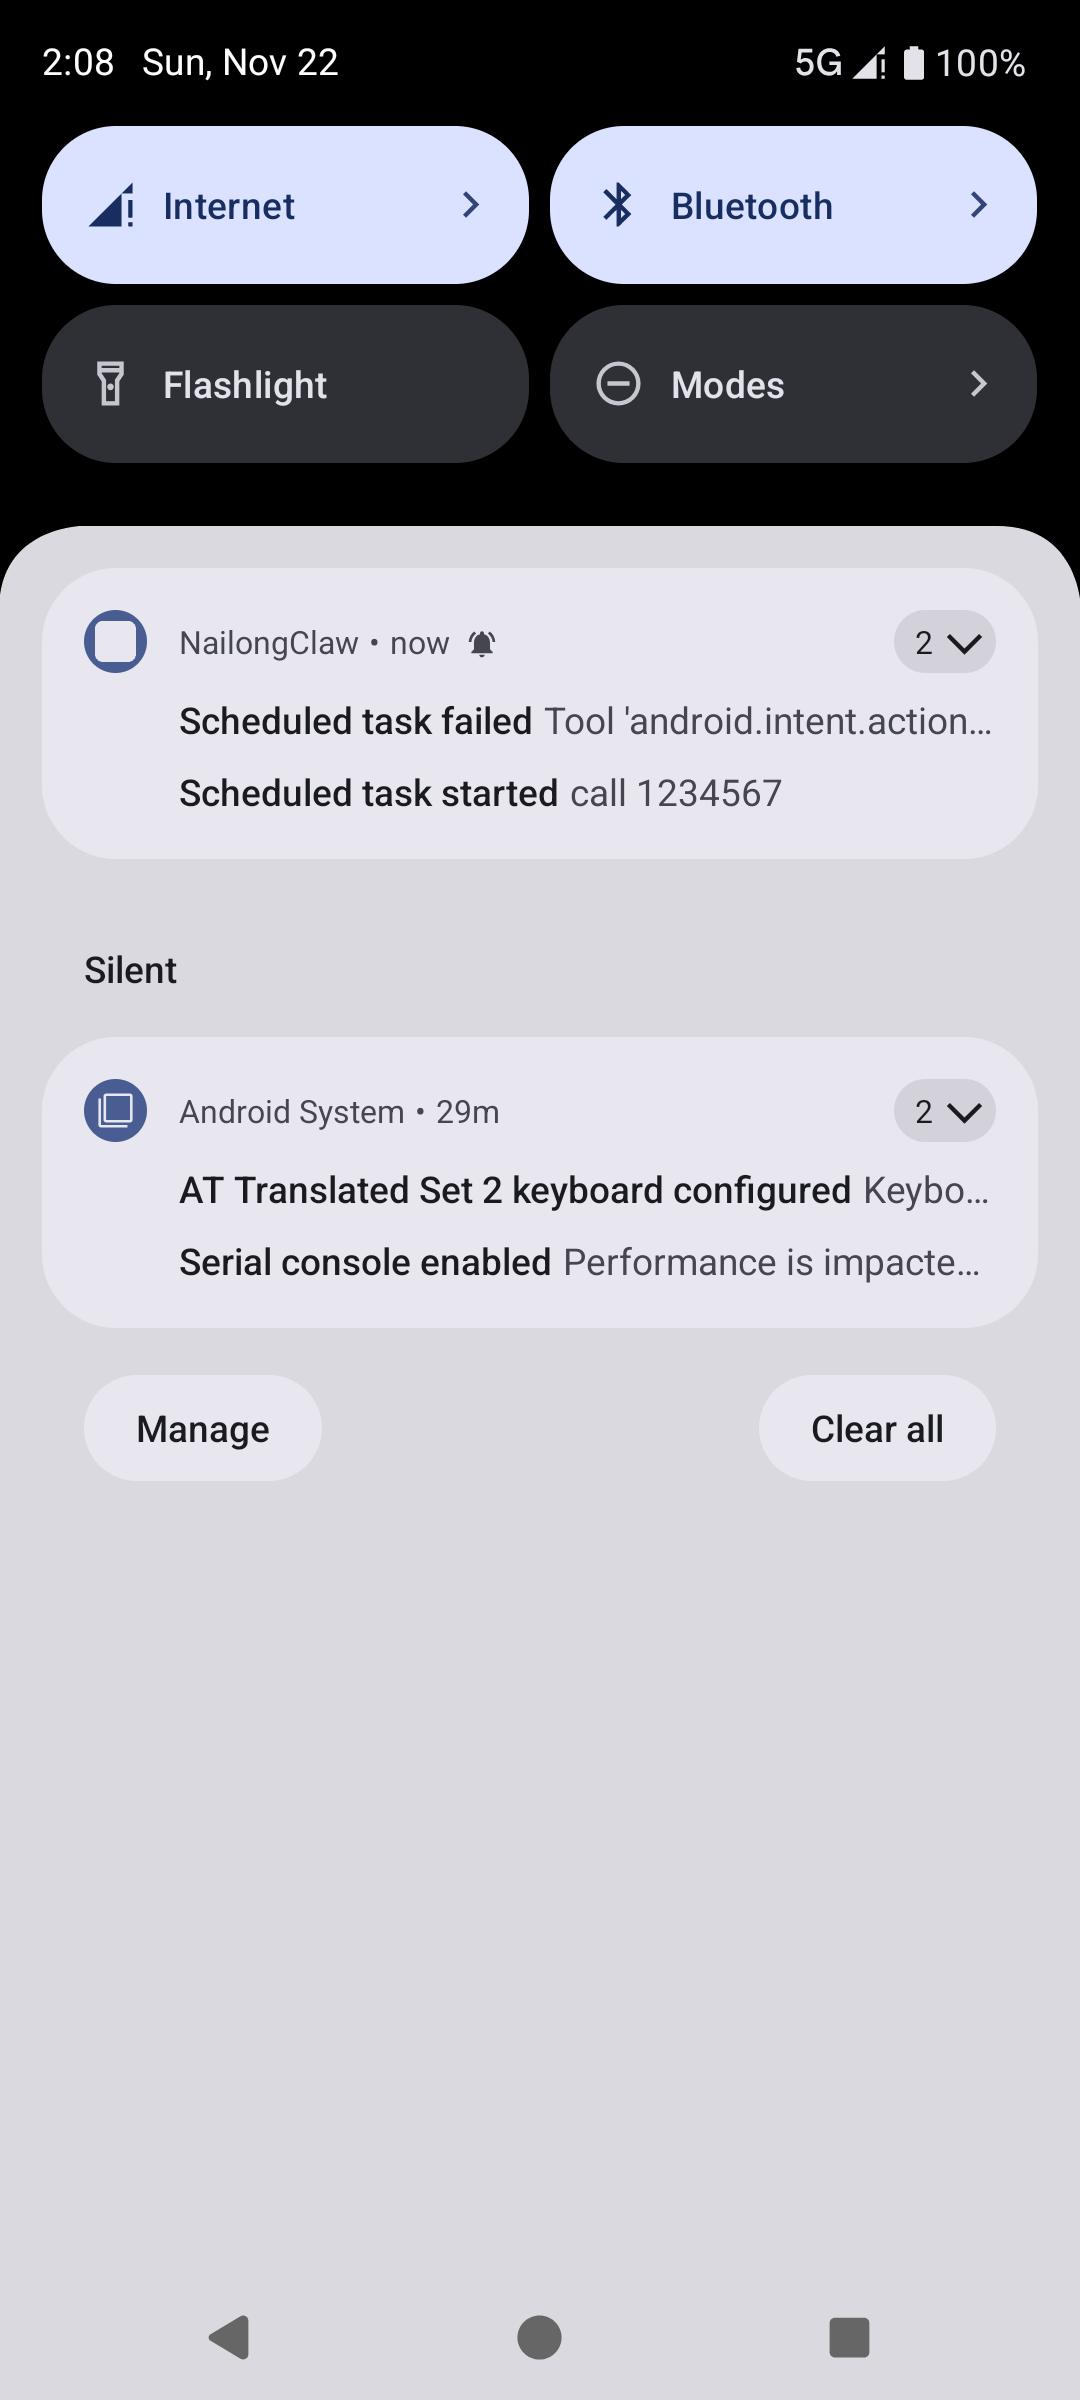 2:08 Sun, Nov 22 5G 100%
Internet Bluetooth
Flashlight Modes
NailongClaw • now 2
Scheduled task failed Tool 'android.intent.action…
Scheduled task started call 1234567
Silent
Android System • 29m 2
AT Translated Set 2 keyboard configured Keybo…
Serial console enabled Performance is impacte…
Manage Clear all